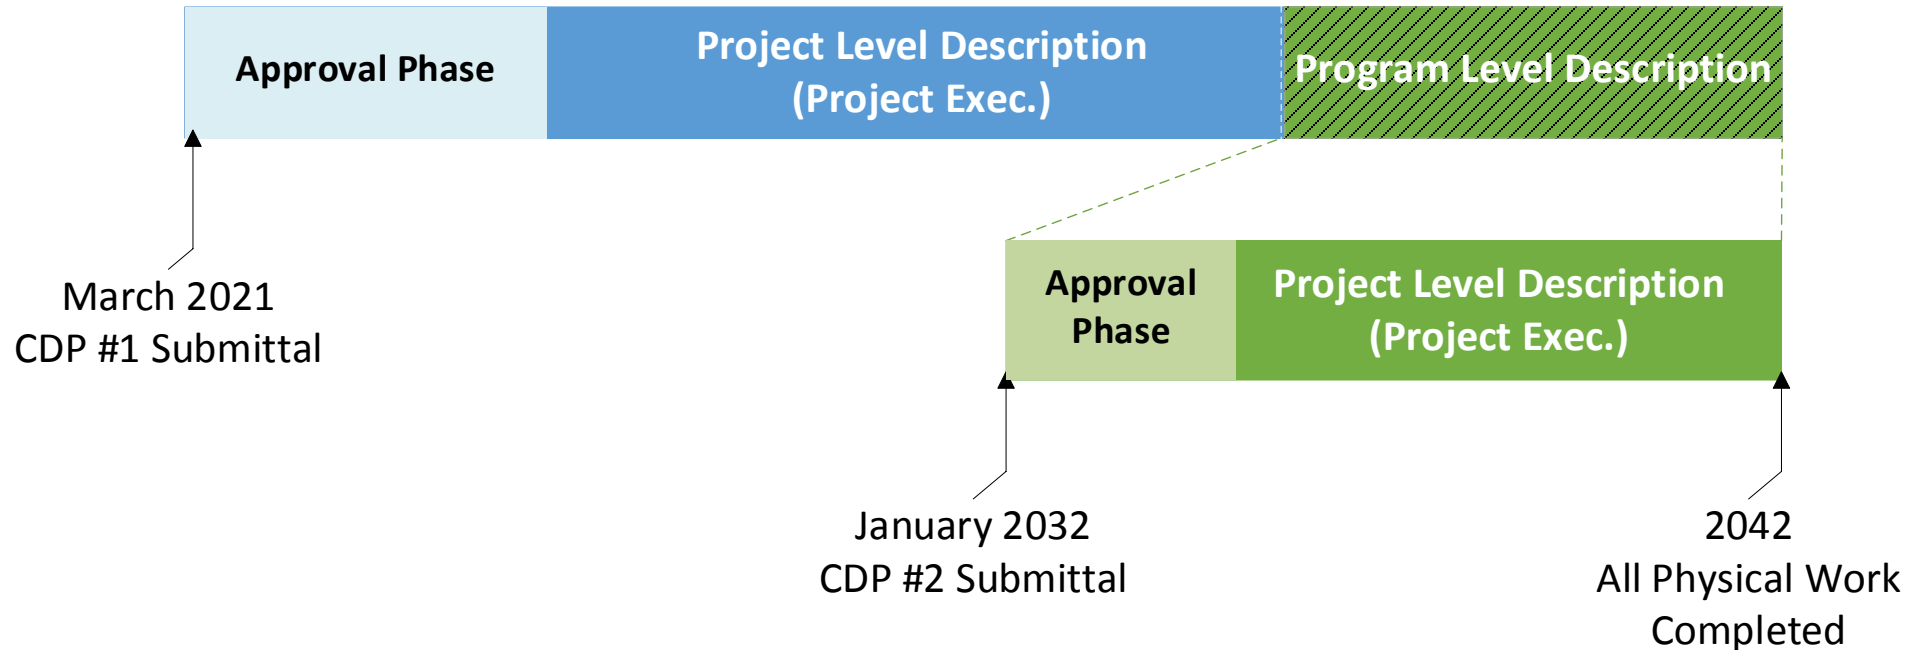 Approval Phase
Project Level Description
(Project Exec.)
Program Level Description
Approval
Phase
Project Level Description
(Project Exec.)
March 2021
CDP #1 Submittal
January 2032
CDP #2 Submittal
2042
All Physical Work
Completed